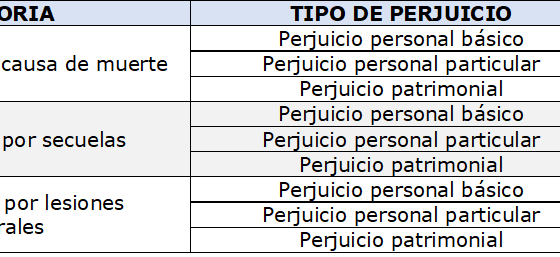 ORIA TIPO DE PERJUICIO
causa de muerte
Perjuicio personal básico
Perjuicio personal particular
Perjuicio patrimonial
por secuelas
Perjuicio personal básico
Perjuicio personal particular
Perjuicio patrimonial
por lesiones
rales
Perjuicio personal básico
Perjuicio personal particular
Perjuicio patrimonial